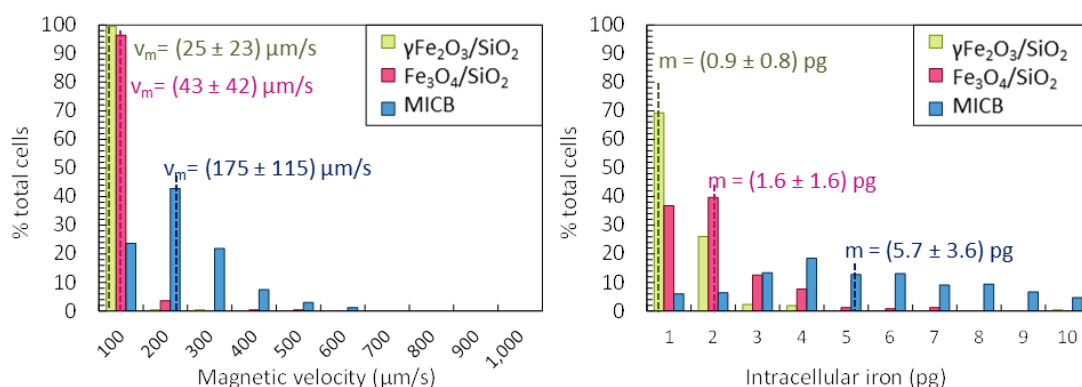 100
90
80
70
60
50
40
30
20
10
0
% total cells
vₘ = (25 ± 23) µm/s
vₘ = (43 ± 42) µm/s
vₘ = (175 ± 115) µm/s
γFe₂O₃/SiO₂
Fe₃O₄/SiO₂
MICB
100 200 300 400 500 600 700 800 900 1,000
Magnetic velocity (µm/s)
100
90
80
70
60
50
40
30
20
10
0
% total cells
m = (0.9 ± 0.8) pg
m = (1.6 ± 1.6) pg
m = (5.7 ± 3.6) pg
γFe₂O₃/SiO₂
Fe₃O₄/SiO₂
MICB
1 2 3 4 5 6 7 8 9 10
Intracellular iron (pg)